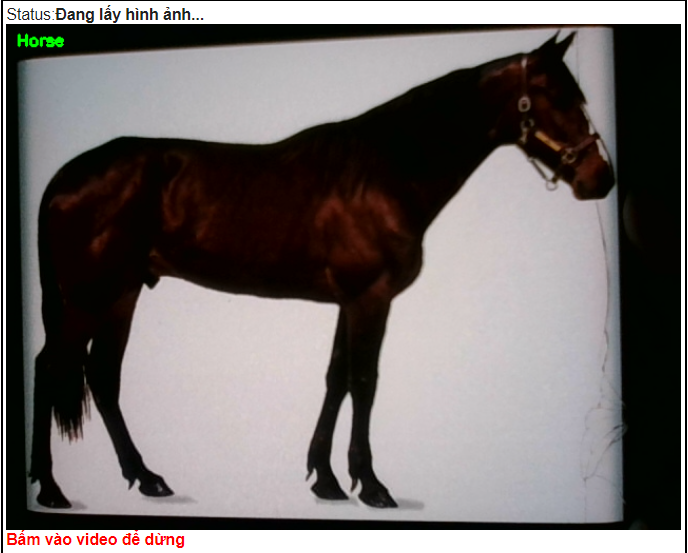 Status:Đang lấy hình ảnh...
Horse
Bấm vào video để dừng